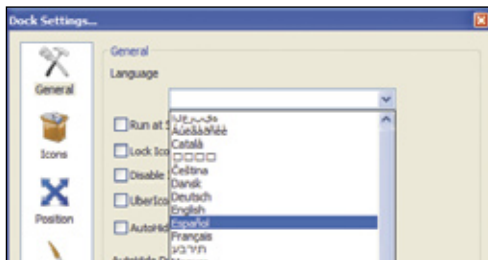 Dock Settings...
General
Icons
Position
General
Language
Run at S
Lock Ico
Disable
UberIco
AutoHid
Català
Čeština
Dansk
Deutsch
English
Español
Français
עברית